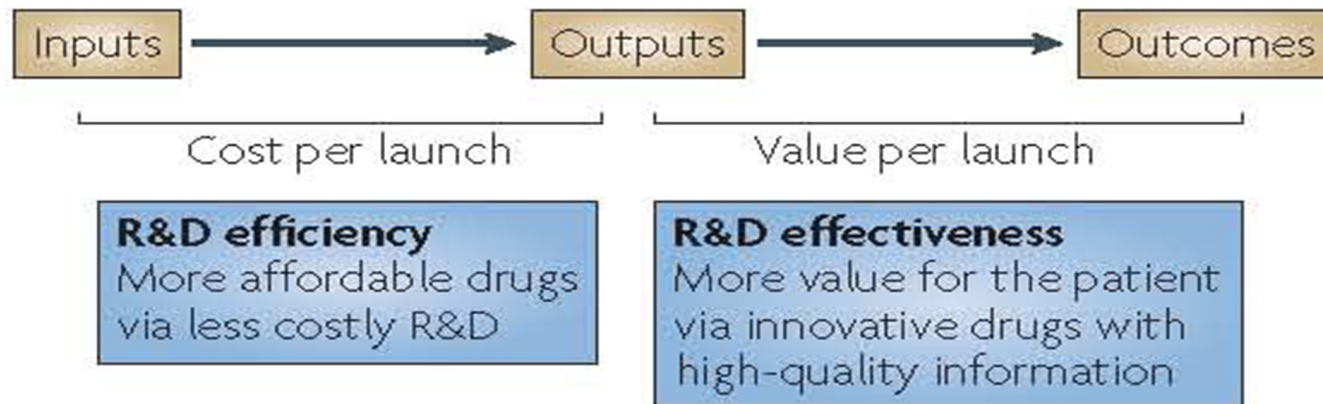 Inputs
Outputs
Outcomes
Cost per launch
Value per launch
R&D efficiency
More affordable drugs
via less costly R&D
R&D effectiveness
More value for the patient
via innovative drugs with
high-quality information